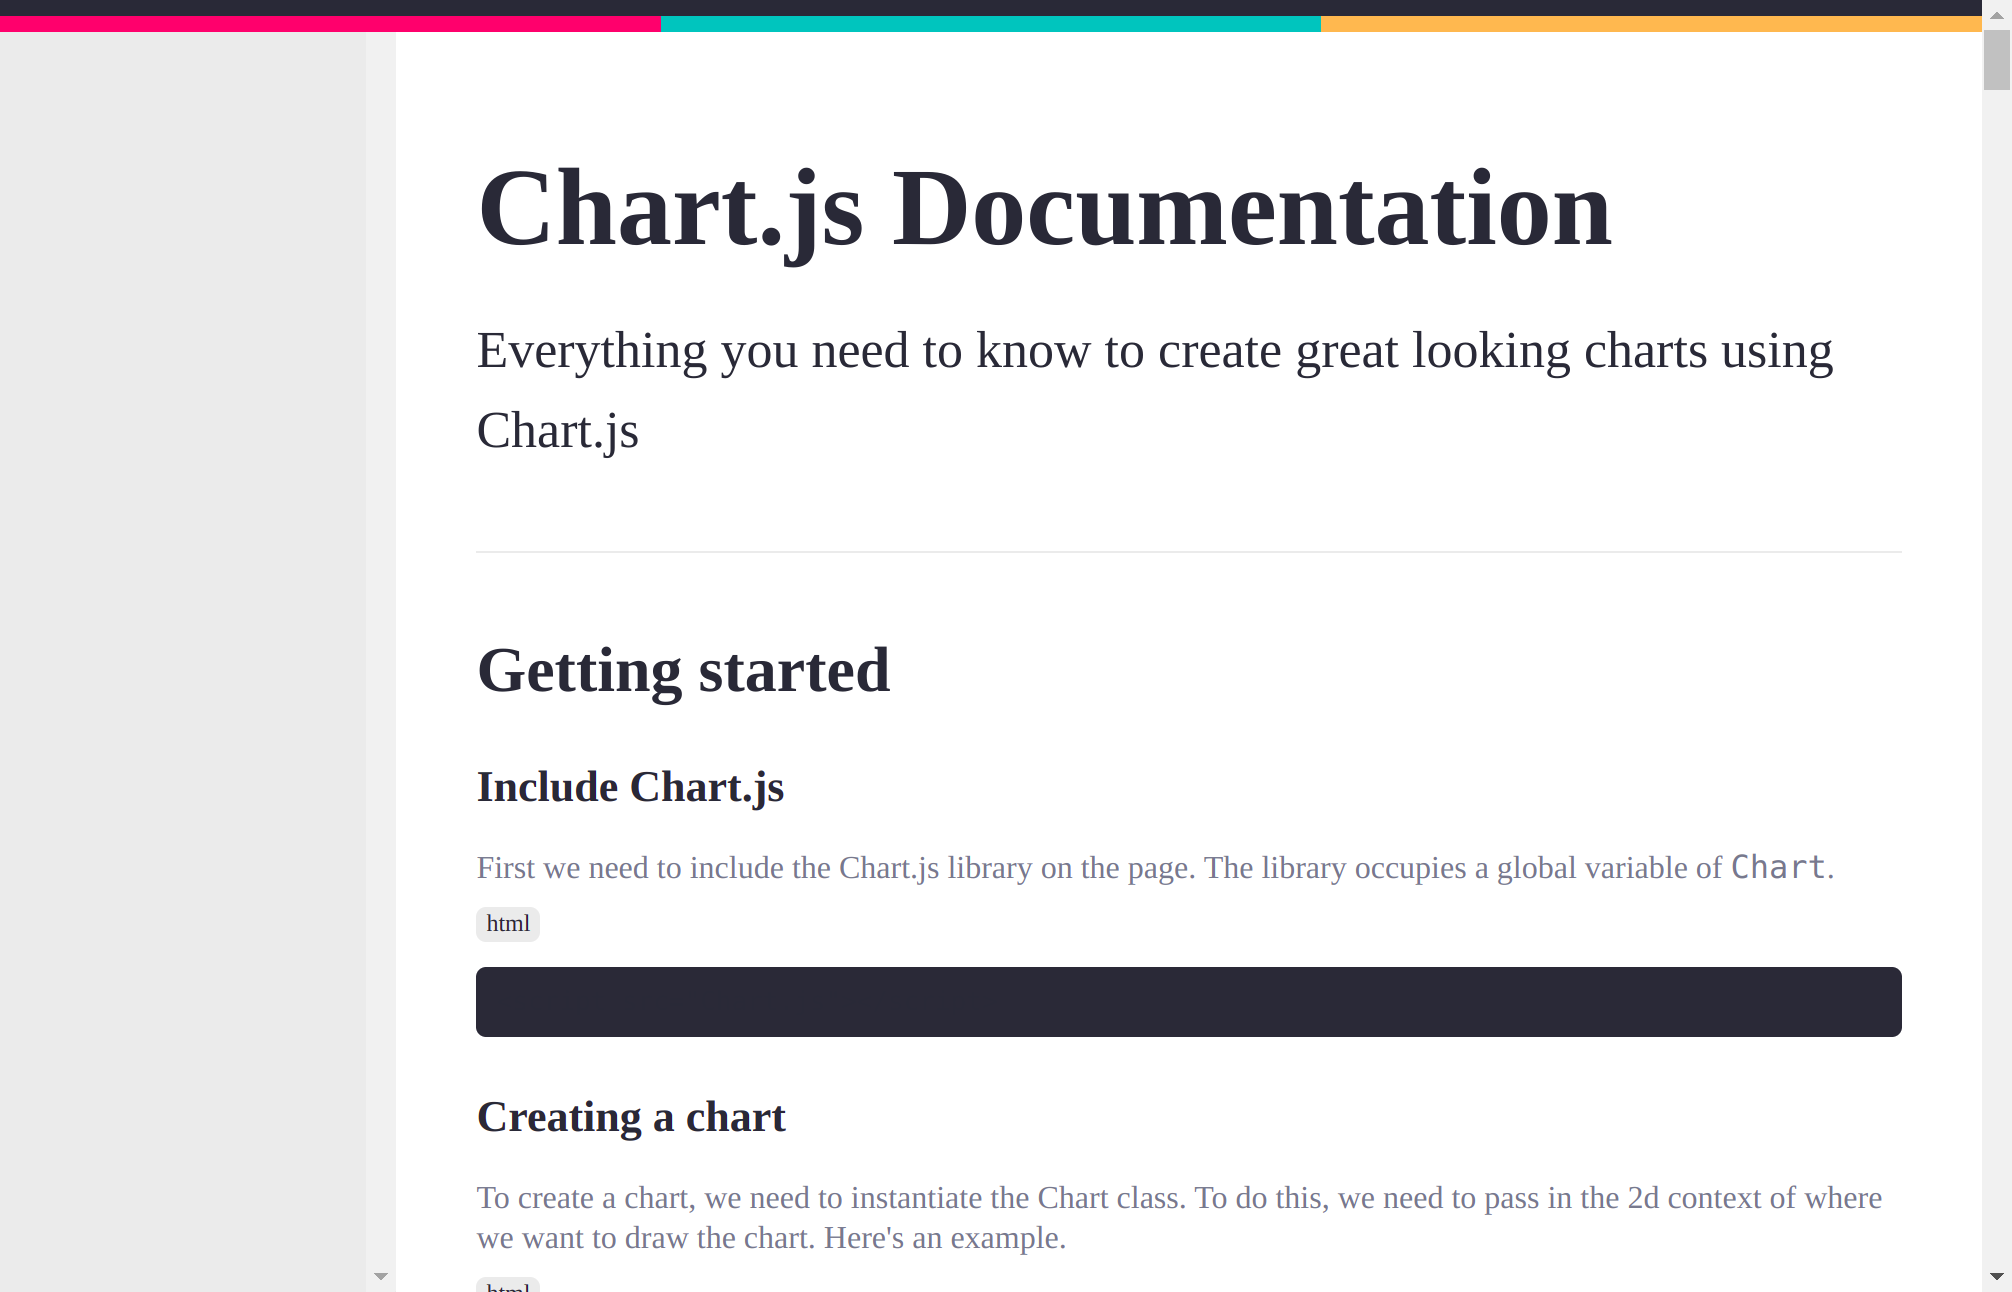 Chart.js Documentation
Everything you need to know to create great looking charts using
Chart.js
Getting started
Include Chart.js
First we need to include the Chart.js library on the page. The library occupies a global variable of Chart.
html
Creating a chart
To create a chart, we need to instantiate the Chart class. To do this, we need to pass in the 2d context of where
we want to draw the chart. Here's an example.
html